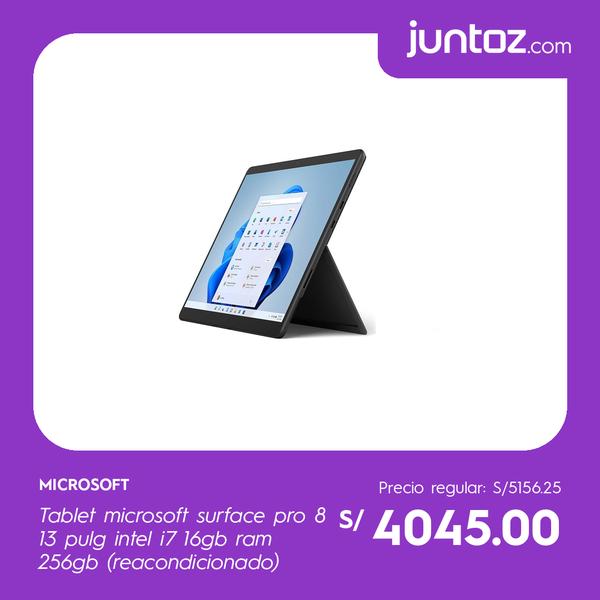 juntoz.com
MICROSOFT
Tablet microsoft surface pro 8
13 pulg intel i7 16gb ram
256gb (reacondicionado)
Precio regular: S/5156.25
S/ 4045.00